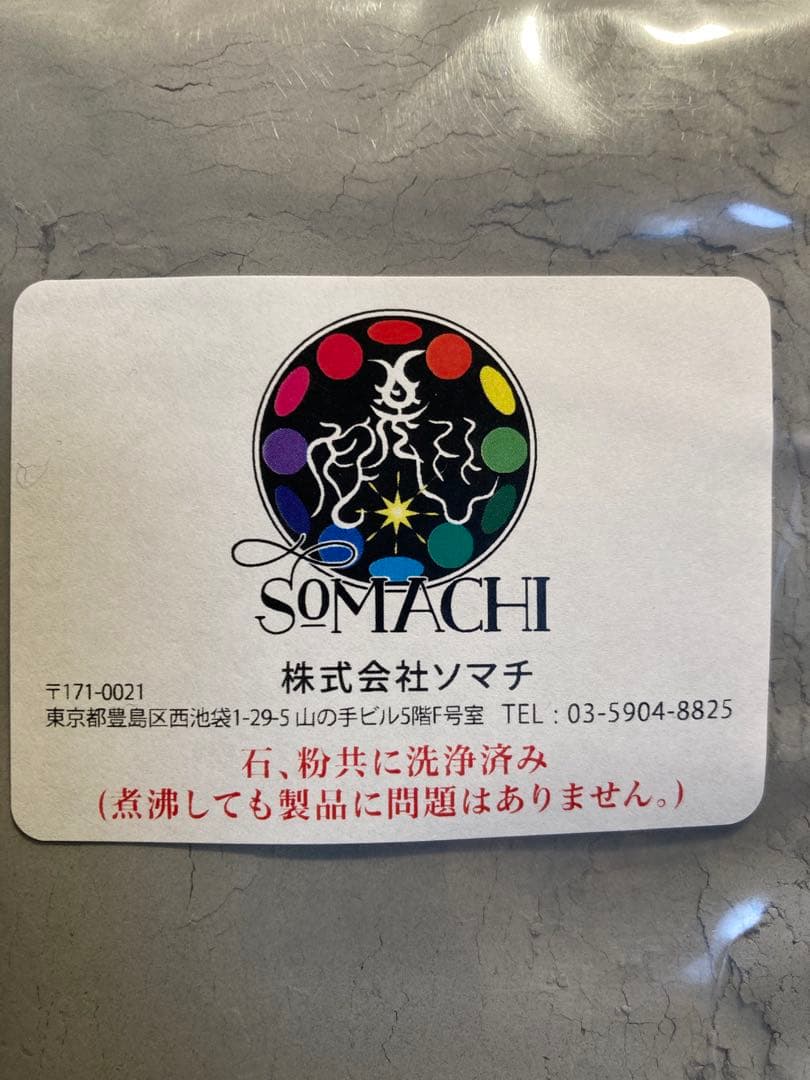 SOMACHI
株式会社ソマチ
〒171-0021
東京都豊島区西池袋1-29-5 山の手ビル5階F号室 TEL : 03-5904-8825
石、粉共に洗浄済み
(煮沸しても製品に問題はありません。)